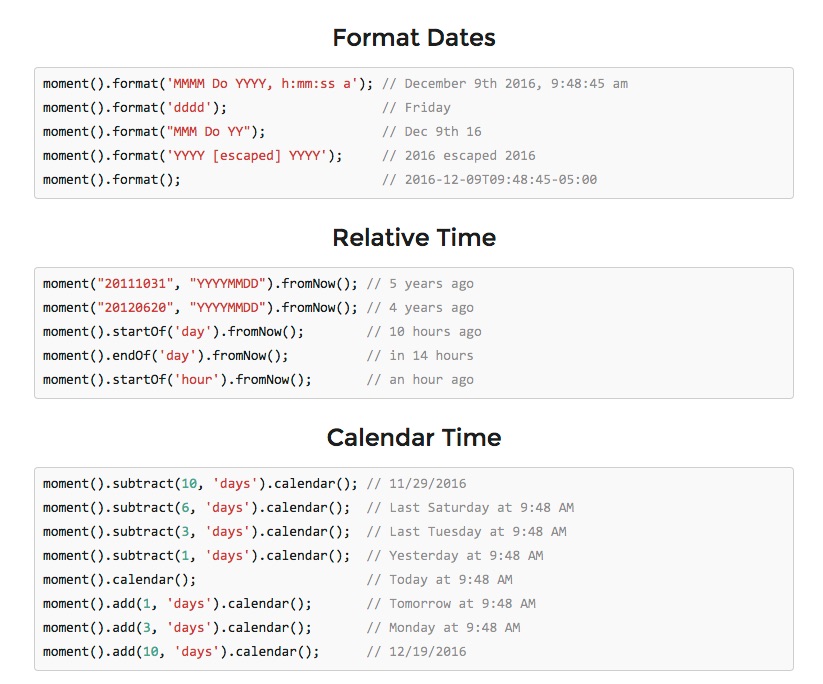 Format Dates
moment().format('MMMM Do YYYY, h:mm:ss a'); // December 9th 2016, 9:48:45 am
moment().format('dddd');                    // Friday
moment().format("MMM Do YY");               // Dec 9th 16
moment().format('YYYY [escaped] YYYY');     // 2016 escaped 2016
moment().format();                          // 2016-12-09T09:48:45-05:00
Relative Time
moment("20111031", "YYYYMMDD").fromNow(); // 5 years ago
moment("20120620", "YYYYMMDD").fromNow(); // 4 years ago
moment().startOf('day').fromNow();        // 10 hours ago
moment().endOf('day').fromNow();          // in 14 hours
moment().startOf('hour').fromNow();       // an hour ago
Calendar Time
moment().subtract(10, 'days').calendar(); // 11/29/2016
moment().subtract(6, 'days').calendar();  // Last Saturday at 9:48 AM
moment().subtract(3, 'days').calendar();  // Last Tuesday at 9:48 AM
moment().subtract(1, 'days').calendar();  // Yesterday at 9:48 AM
moment().calendar();                      // Today at 9:48 AM
moment().add(1, 'days').calendar();       // Tomorrow at 9:48 AM
moment().add(3, 'days').calendar();       // Monday at 9:48 AM
moment().add(10, 'days').calendar();      // 12/19/2016